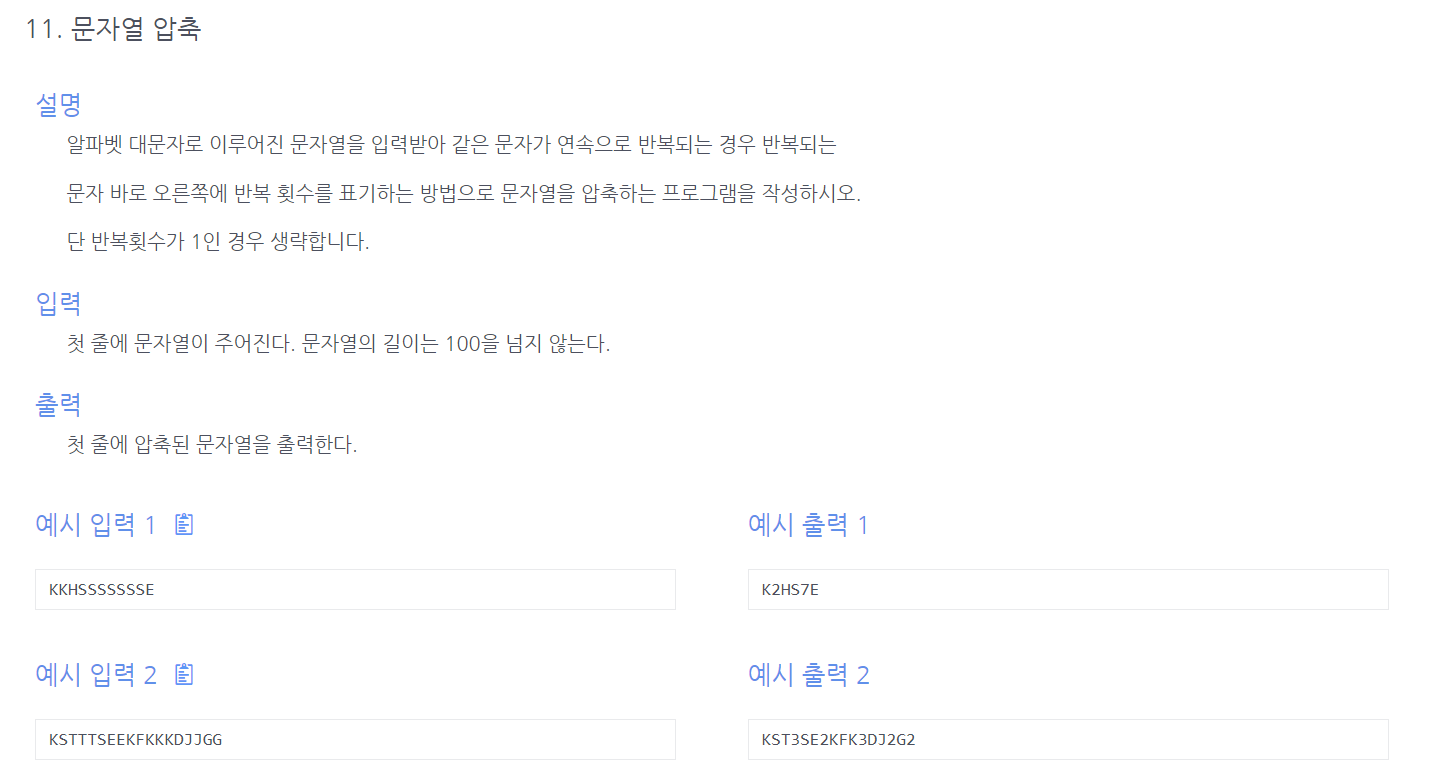 11. 문자열 압축
설명
알파벳 대문자로 이루어진 문자열을 입력받아 같은 문자가 연속으로 반복되는 경우 반복되는
문자 바로 오른쪽에 반복 횟수를 표기하는 방법으로 문자열을 압축하는 프로그램을 작성하시오.
단 반복횟수가 1인 경우 생략합니다.
입력
첫 줄에 문자열이 주어진다. 문자열의 길이는 100을 넘지 않는다.
출력
첫 줄에 압축된 문자열을 출력한다.
예시 입력 1
예시 출력 1
KKHSSSSSSSE
K2HS7E
예시 입력 2
예시 출력 2
KSTTTSEEKFKKKDJJGG
KST3SE2KFK3DJ2G2